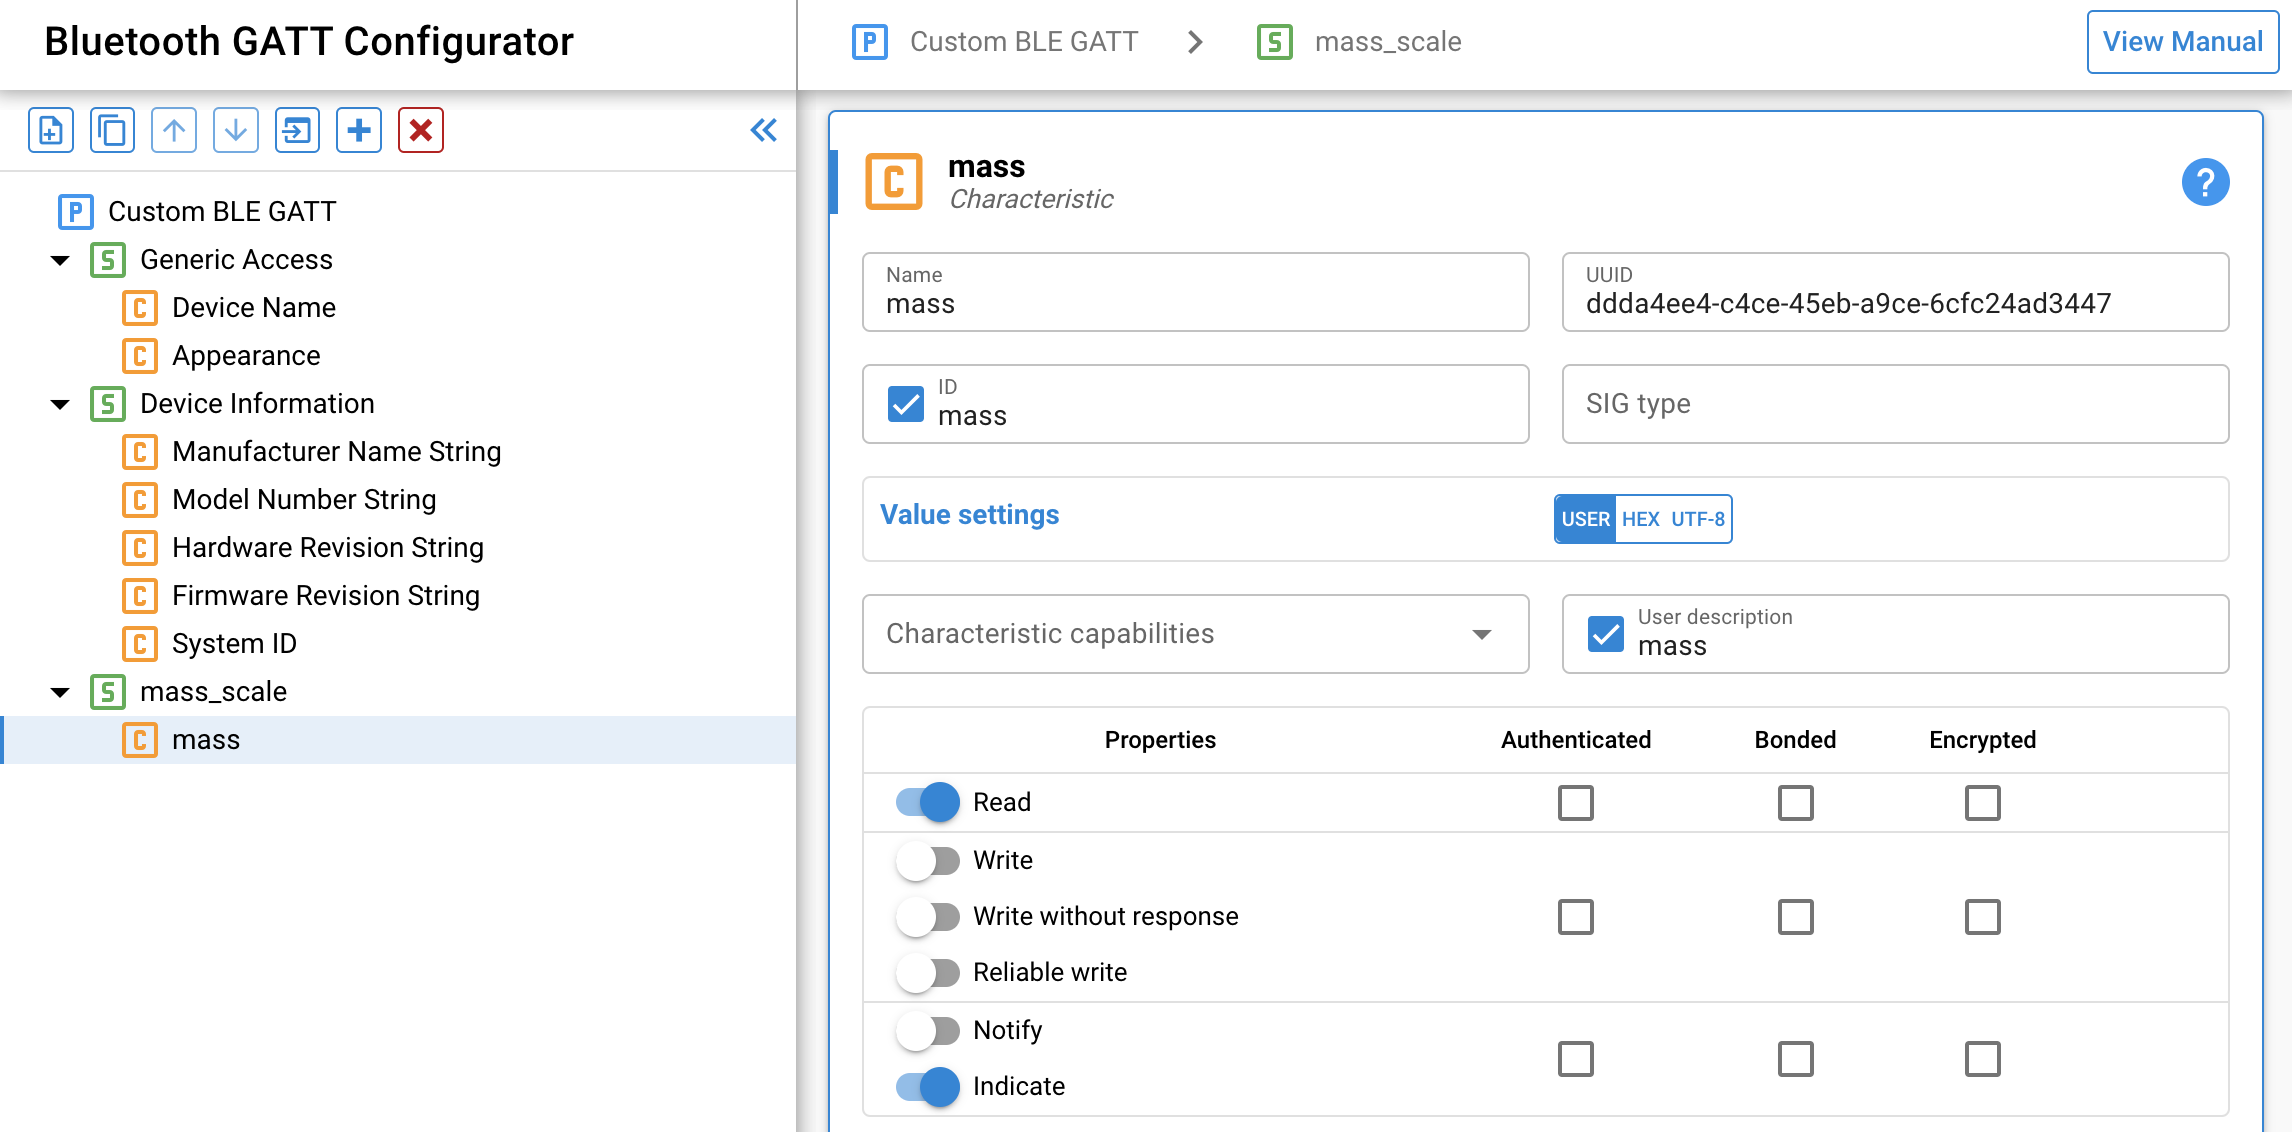 Bluetooth GATT Configurator
P Custom BLE GATT
S Generic Access
C Device Name
C Appearance
S Device Information
C Manufacturer Name String
C Model Number String
C Hardware Revision String
C Firmware Revision String
C System ID
S mass_scale
C mass
P Custom BLE GATT > S mass_scale
View Manual
C mass
Characteristic
?
Name
mass
UUID
ddda4ee4-c4ce-45eb-a9ce-6cfc24ad3447
ID
mass
SIG type
Value settings
USER HEX UTF-8
Characteristic capabilities
User description
mass
Properties Authenticated Bonded Encrypted
Read
Write
Write without response
Reliable write
Notify
Indicate